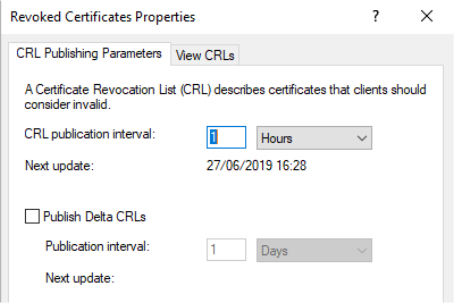 Revoked Certificates Properties ? ×
CRL Publishing Parameters View CRLs
A Certificate Revocation List (CRL) describes certificates that clients should
consider invalid.
CRL publication interval: 1 Hours
Next update: 27/06/2019 16:28
Publish Delta CRLs
Publication interval: 1 Days
Next update: